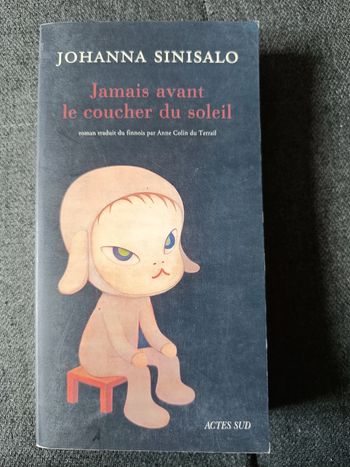 JOHANNA SINISALO
Jamais avant
le coucher du soleil
roman traduit du finnois par Anne Colin du Terrail
ACTES SUD